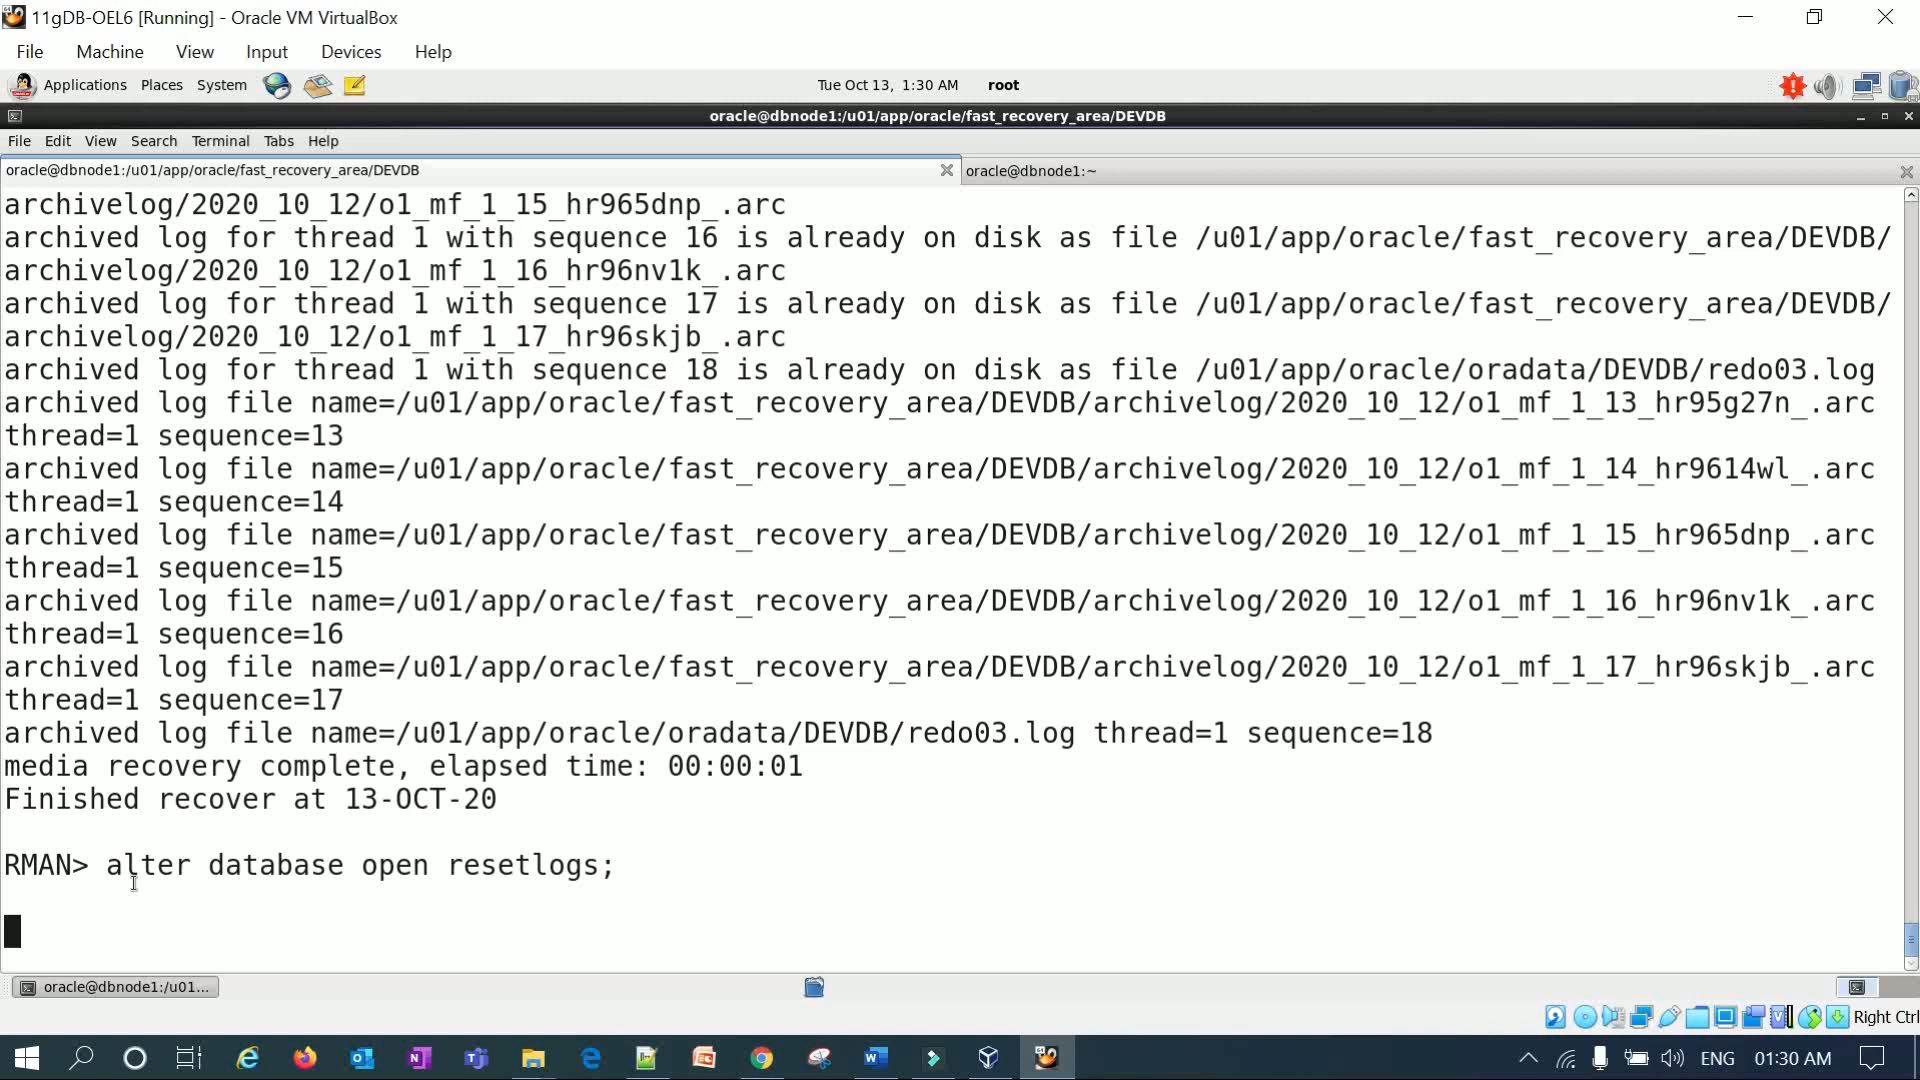 11gDB-OEL6 [Running] - Oracle VM VirtualBox
File Machine View Input Devices Help
Applications Places System Tue Oct 13, 1:30 AM root
oracle@dbnode1:/u01/app/oracle/fast_recovery_area/DEVDB
File Edit View Search Terminal Tabs Help
oracle@dbnode1:/u01/app/oracle/fast_recovery_area/DEVDB oracle@dbnode1:~
archivelog/2020_10_12/o1_mf_1_15_hr965dnp_.arc
archived log for thread 1 with sequence 16 is already on disk as file /u01/app/oracle/fast_recovery_area/DEVDB/
archivelog/2020_10_12/o1_mf_1_16_hr96nv1k_.arc
archived log for thread 1 with sequence 17 is already on disk as file /u01/app/oracle/fast_recovery_area/DEVDB/
archivelog/2020_10_12/o1_mf_1_17_hr96skjb_.arc
archived log for thread 1 with sequence 18 is already on disk as file /u01/app/oracle/oradata/DEVDB/redo03.log
archived log file name=/u01/app/oracle/fast_recovery_area/DEVDB/archivelog/2020_10_12/o1_mf_1_13_hr95g27n_.arc
thread=1 sequence=13
archived log file name=/u01/app/oracle/fast_recovery_area/DEVDB/archivelog/2020_10_12/o1_mf_1_14_hr9614wl_.arc
thread=1 sequence=14
archived log file name=/u01/app/oracle/fast_recovery_area/DEVDB/archivelog/2020_10_12/o1_mf_1_15_hr965dnp_.arc
thread=1 sequence=15
archived log file name=/u01/app/oracle/fast_recovery_area/DEVDB/archivelog/2020_10_12/o1_mf_1_16_hr96nv1k_.arc
thread=1 sequence=16
archived log file name=/u01/app/oracle/fast_recovery_area/DEVDB/archivelog/2020_10_12/o1_mf_1_17_hr96skjb_.arc
thread=1 sequence=17
archived log file name=/u01/app/oracle/oradata/DEVDB/redo03.log thread=1 sequence=18
media recovery complete, elapsed time: 00:00:01
Finished recover at 13-OCT-20
RMAN> alter database open resetlogs;
oracle@dbnode1:/u01...
Right Ctrl
ENG 01:30 AM